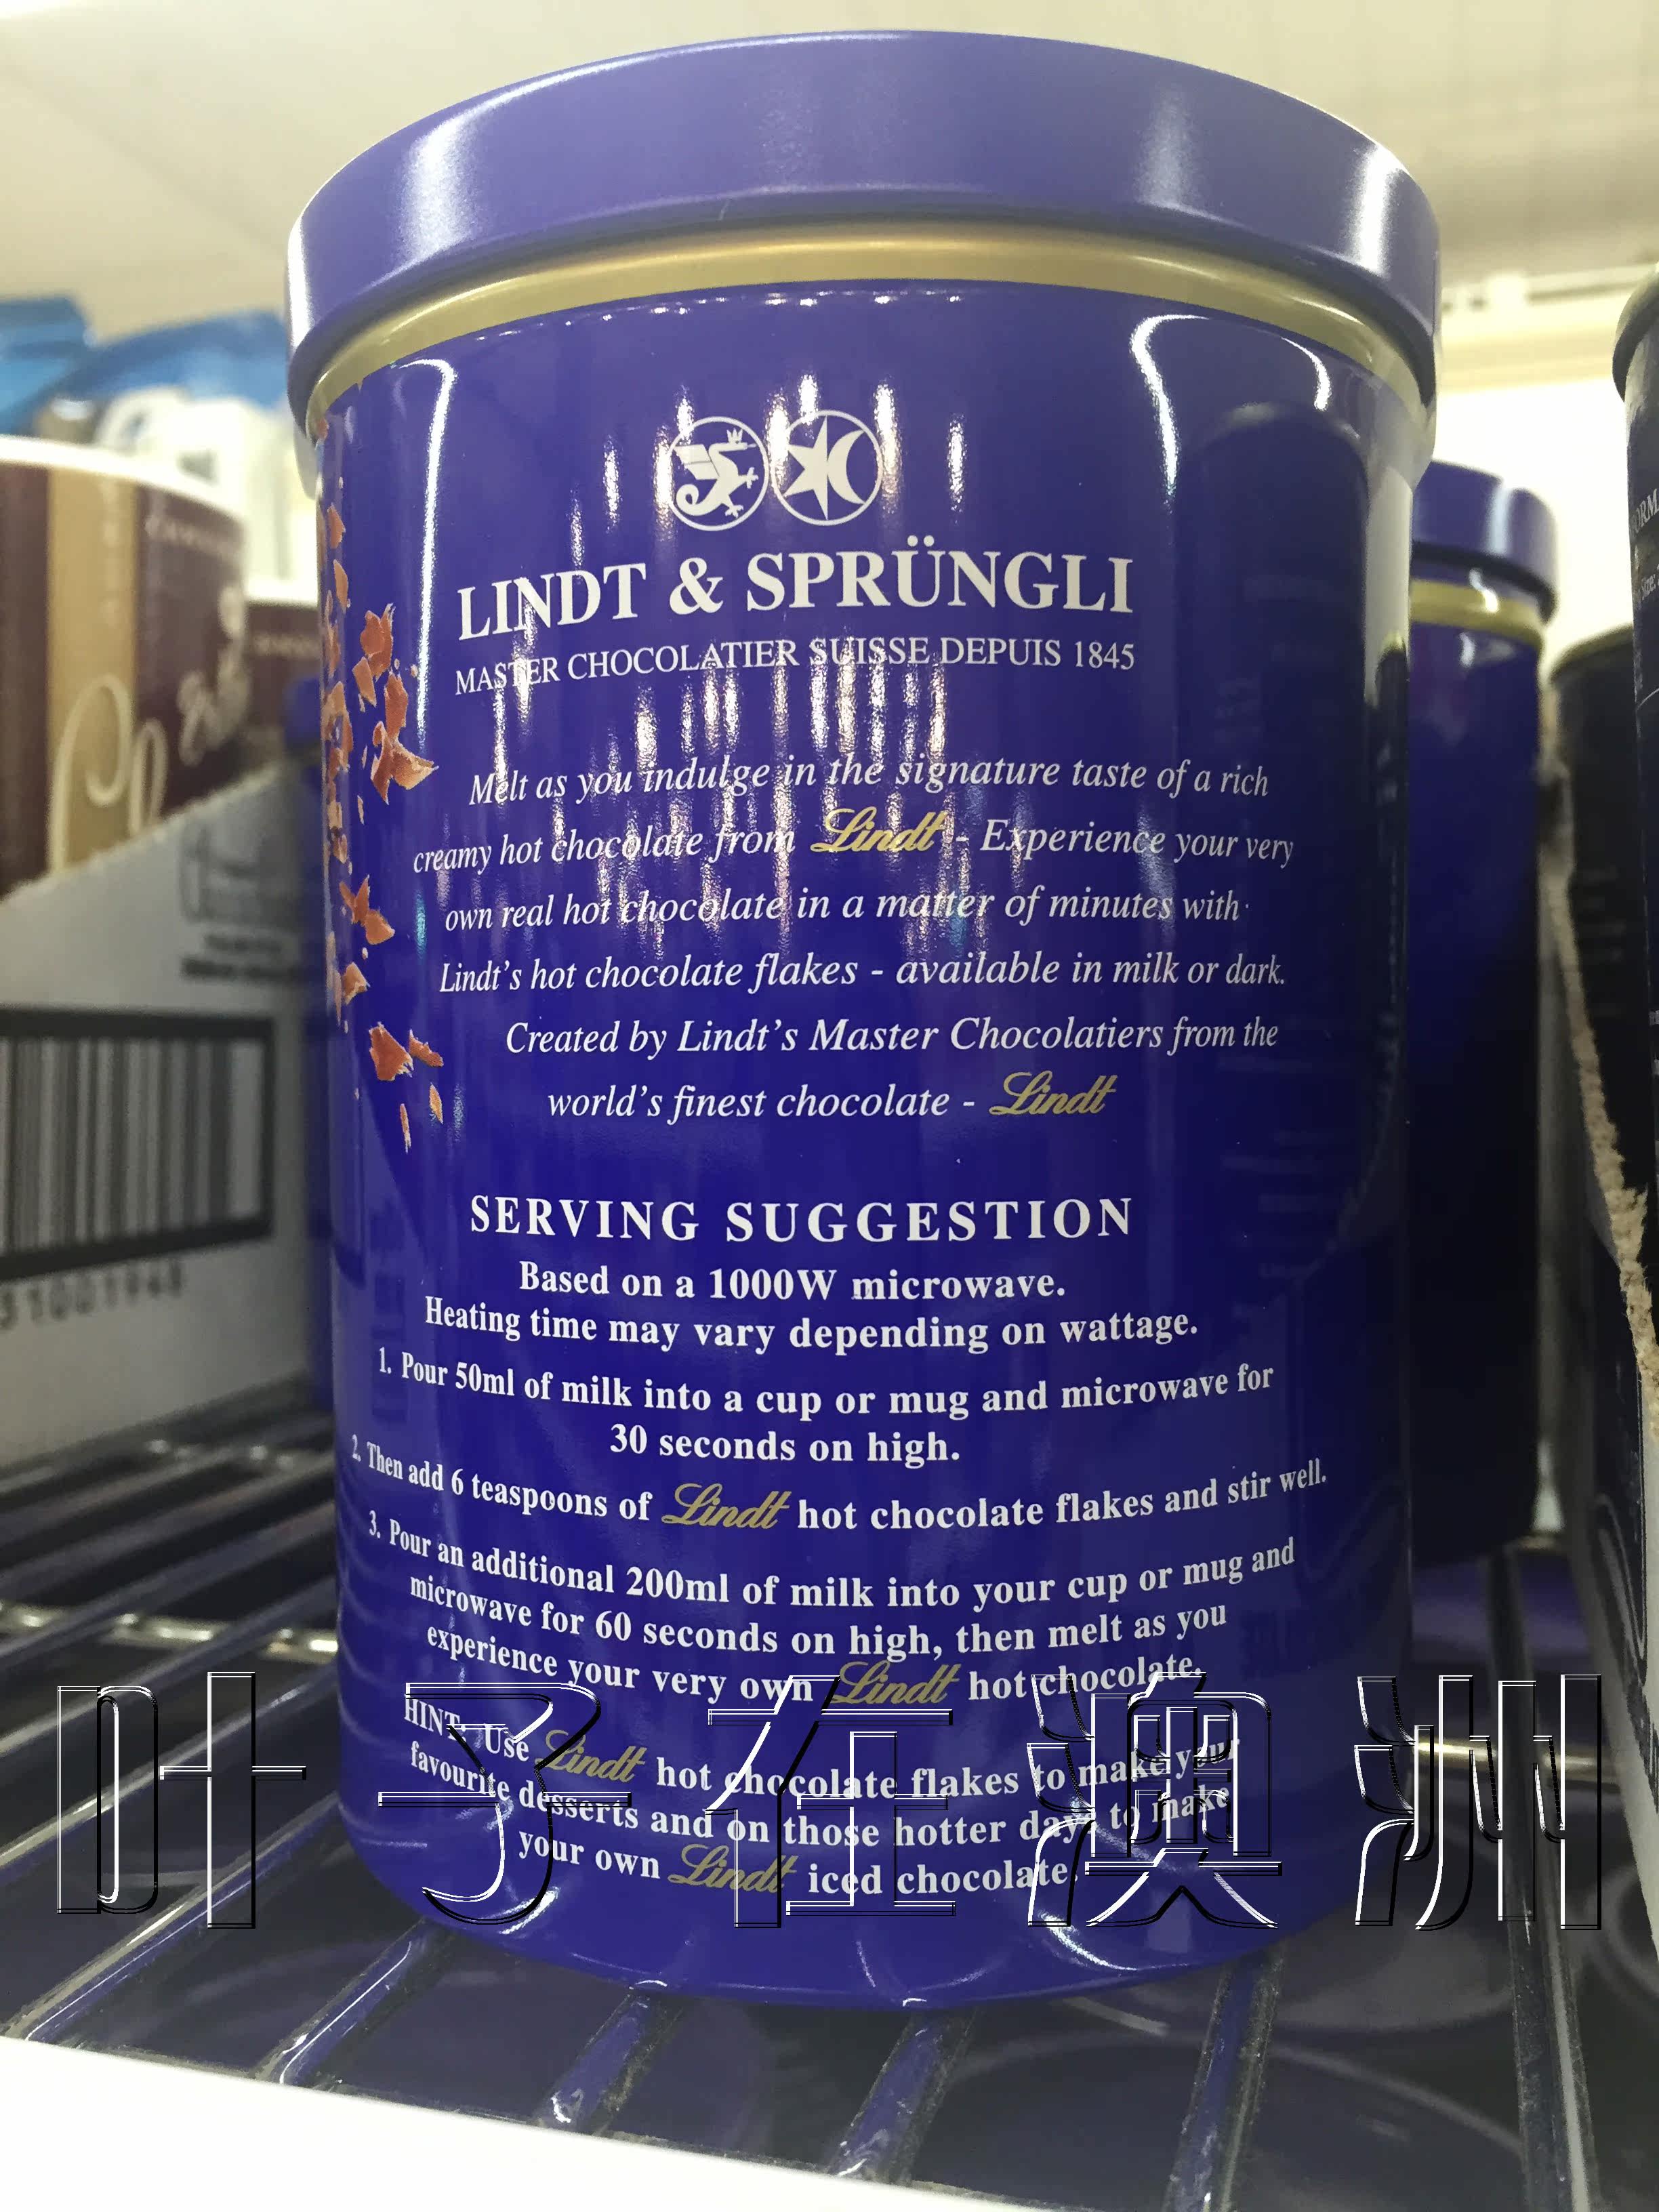 LINDT & SPRÜNGLI
MASTER CHOCOLATIER SUISSE DEPUIS 1845
Melt as you indulge in the signature taste of a rich
creamy hot chocolate from Lindt - Experience your very
own real hot chocolate in a matter of minutes with
Lindt's hot chocolate flakes - available in milk or dark.
Created by Lindt's Master Chocolatiers from the
world's finest chocolate - Lindt
SERVING SUGGESTION
Based on a 1000W microwave.
Heating time may vary depending on wattage.
1. Pour 50ml of milk into a cup or mug and microwave for
30 seconds on high.
2. Then add 6 teaspoons of Lindt hot chocolate flakes and stir well.
3. Pour an additional 200ml of milk into your cup or mug and
microwave for 60 seconds on high, then melt as you
experience your very own Lindt hot chocolate.
HINT: Use Lindt hot chocolate flakes to make your
favourite desserts and on those hotter days to make
your own Lindt iced chocolate.
叶子在澳洲